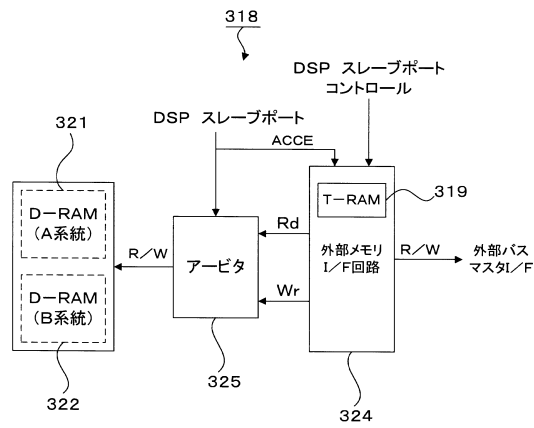 318
DSP スレーブポート
コントロール
DSP スレーブポート
ACCE
321
319
T-RAM
D-RAM
(A系統)
R/W
アービタ
Rd
外部メモリ
I/F回路
R/W
外部バス
マスタI/F
D-RAM
(B系統)
Wr
322
325
324